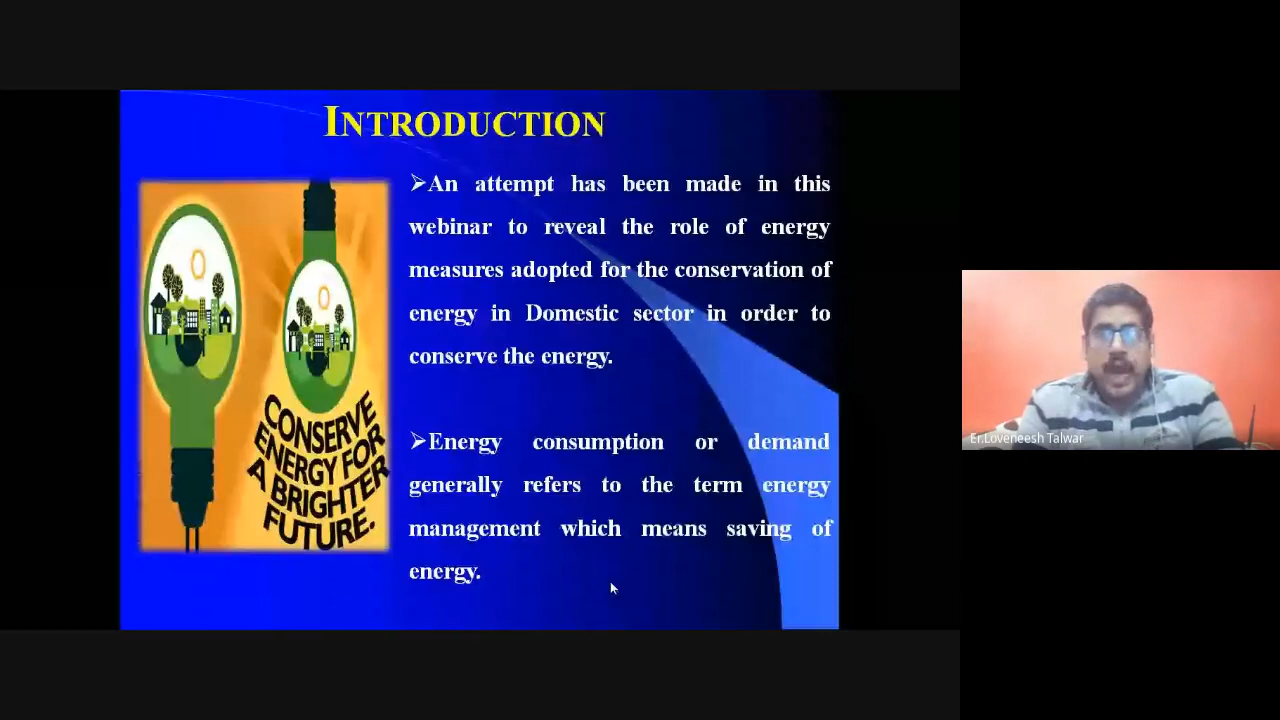 INTRODUCTION
➢An attempt has been made in this
webinar to reveal the role of energy
measures adopted for the conservation of
energy in Domestic sector in order to
conserve the energy.
➢Energy consumption or demand
generally refers to the term energy
management which means saving of
energy.
CONSERVE
ENERGY FOR
A BRIGHTER
FUTURE.
Er.Loveneesh Talwar